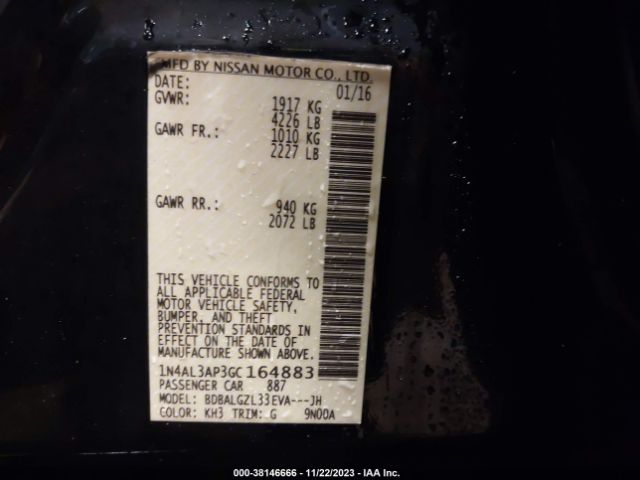 MFD BY NISSAN MOTOR CO., LTD.
DATE: 01/16
GVWR: 1917 KG
4226 LB
GAWR FR.: 1010 KG
2227 LB
GAWR RR.: 940 KG
2072 LB
THIS VEHICLE CONFORMS TO
ALL APPLICABLE FEDERAL
MOTOR VEHICLE SAFETY,
BUMPER, AND THEFT
PREVENTION STANDARDS IN
EFFECT ON THE DATE OF
MANUFACTURE SHOWN ABOVE.
1N4AL3AP3GC 164883
PASSENGER CAR 887
MODEL: BDBALGZL33EVA---JH
COLOR: KH3 TRIM: G 9N00A
000-38146666 - 11/22/2023 - IAA Inc.